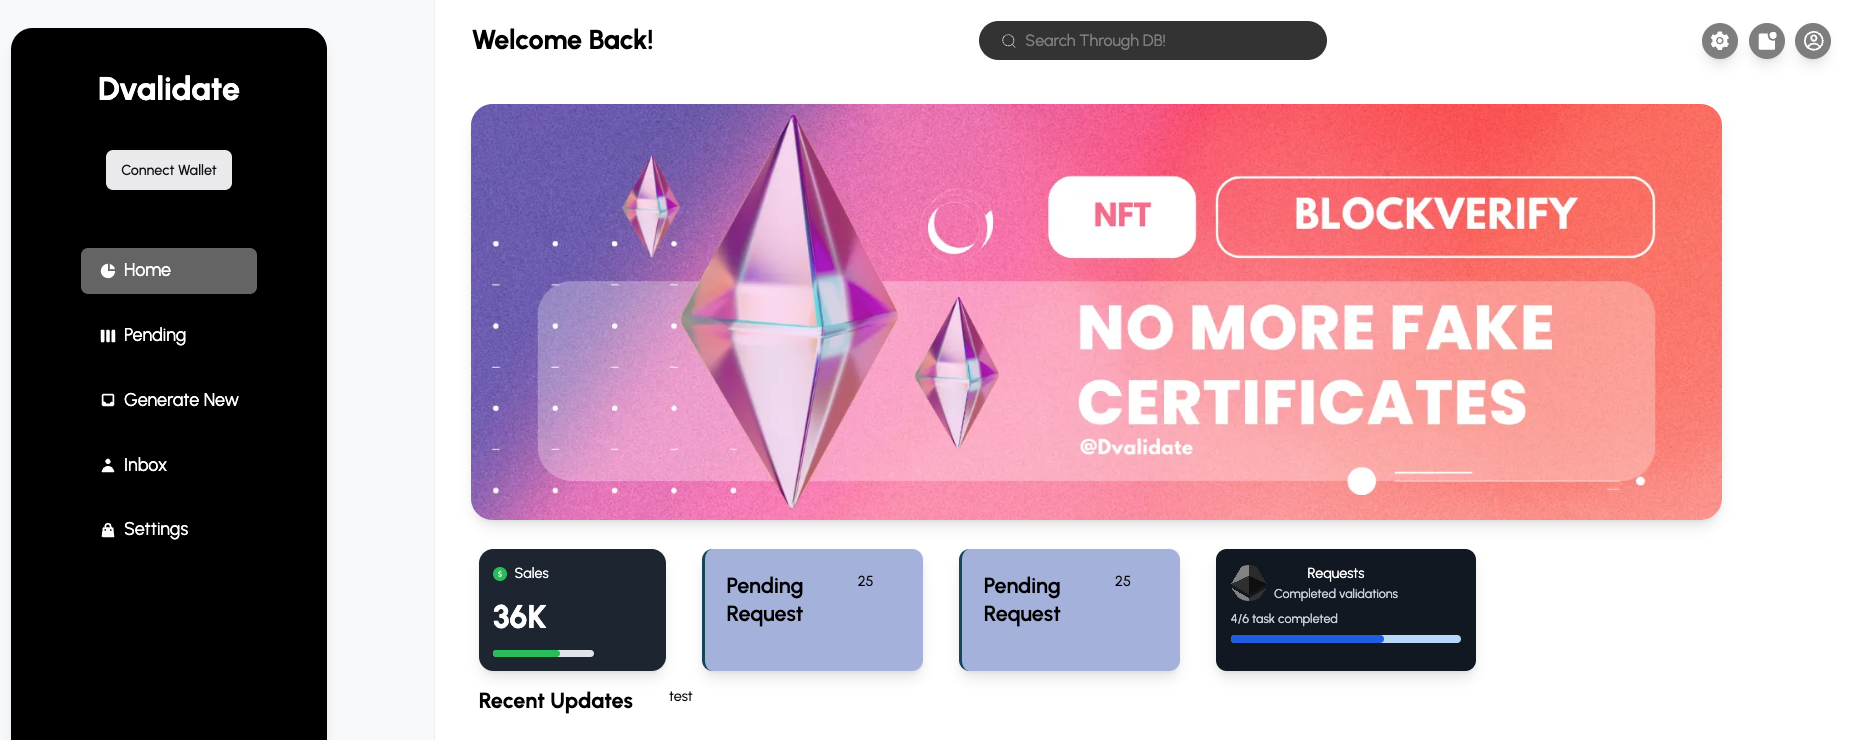 Dvalidate
Connect Wallet
Home
Pending
Generate New
Inbox
Settings
Welcome Back!
Search Through DB!
NFT
BLOCKVERIFY
NO MORE FAKE
CERTIFICATES
@Dvalidate
$ Sales
36K
Pending
Request
25
Pending
Request
25
Requests
Completed validations
4/6 task completed
Recent Updates
test